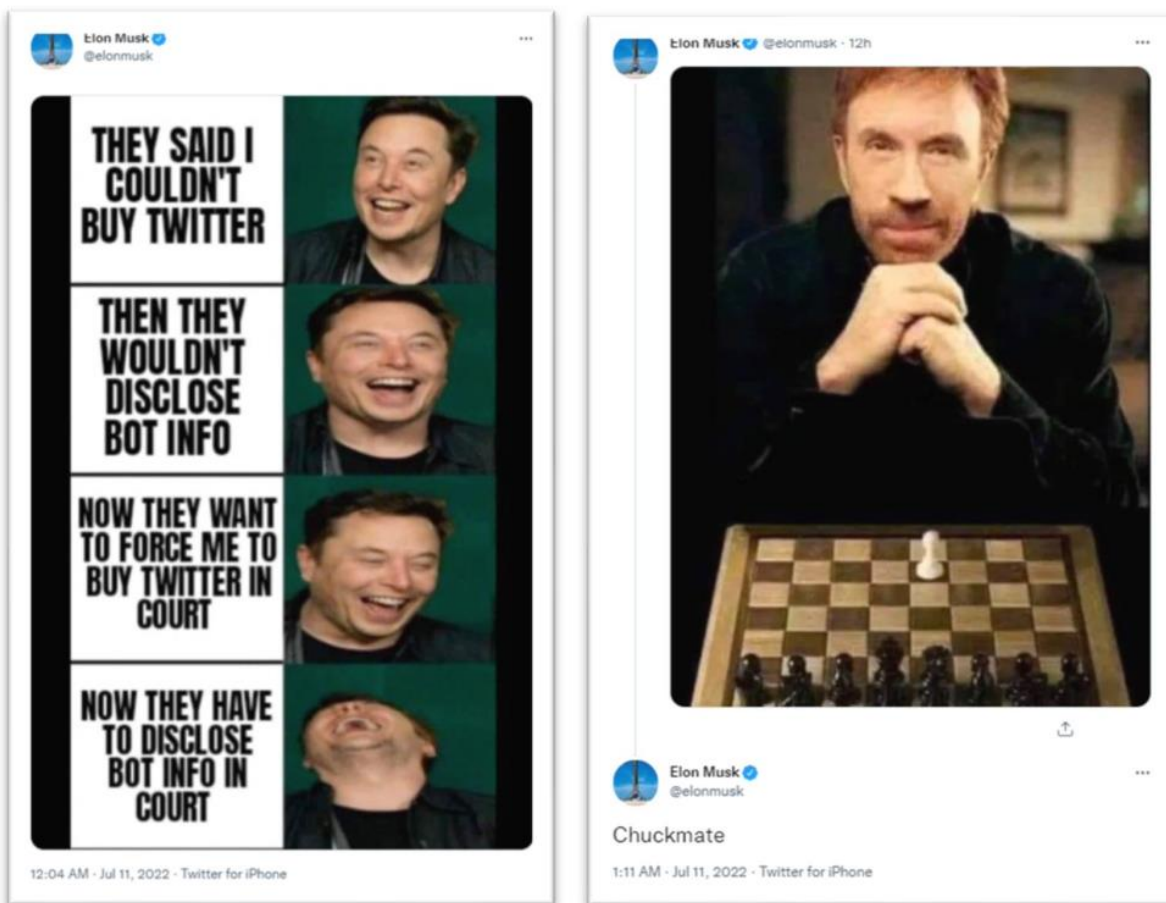 Elon Musk
@elonmusk
THEY SAID I
COULDN'T
BUY TWITTER
THEN THEY
WOULDN'T
DISCLOSE
BOT INFO
NOW THEY WANT
TO FORCE ME TO
BUY TWITTER IN
COURT
NOW THEY HAVE
TO DISCLOSE
BOT INFO IN
COURT
12:04 AM · Jul 11, 2022 · Twitter for iPhone
Elon Musk @elonmusk · 12h
Elon Musk
@elonmusk
Chuckmate
1:11 AM · Jul 11, 2022 · Twitter for iPhone